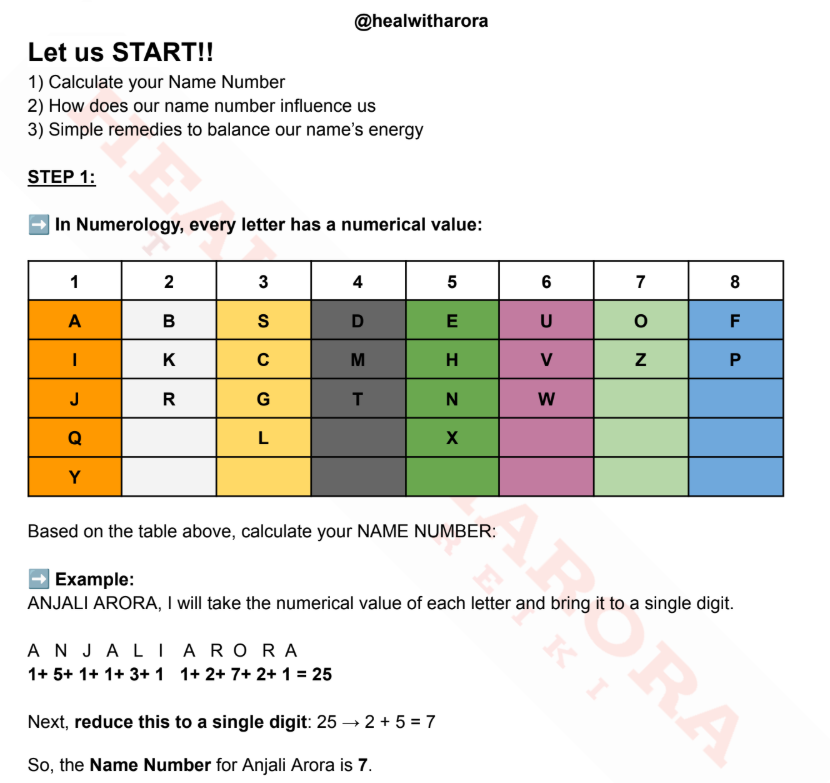 @healwitharora
Let us START!!
1) Calculate your Name Number
2) How does our name number influence us
3) Simple remedies to balance our name's energy
STEP 1:
➡️ In Numerology, every letter has a numerical value:
1 2 3 4 5 6 7 8
A B S D E U O F
I K C M H V Z P
J R G T N W
Q L X
Y
Based on the table above, calculate your NAME NUMBER:
➡️ Example:
ANJALI ARORA, I will take the numerical value of each letter and bring it to a single digit.
A N J A L I A R O R A
1+ 5+ 1+ 1+ 3+ 1 1+ 2+ 7+ 2+ 1 = 25
Next, reduce this to a single digit: 25 → 2 + 5 = 7
So, the Name Number for Anjali Arora is 7.